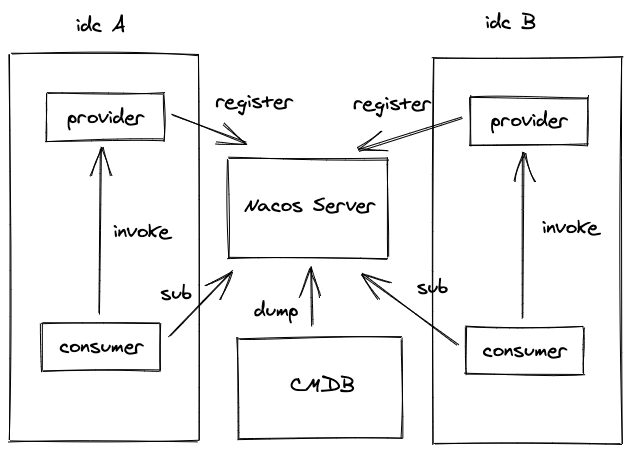 idc A
idc B
provider
register
register
provider
Nacos Server
invoke
invoke
sub
dump
sub
consumer
CMDB
consumer